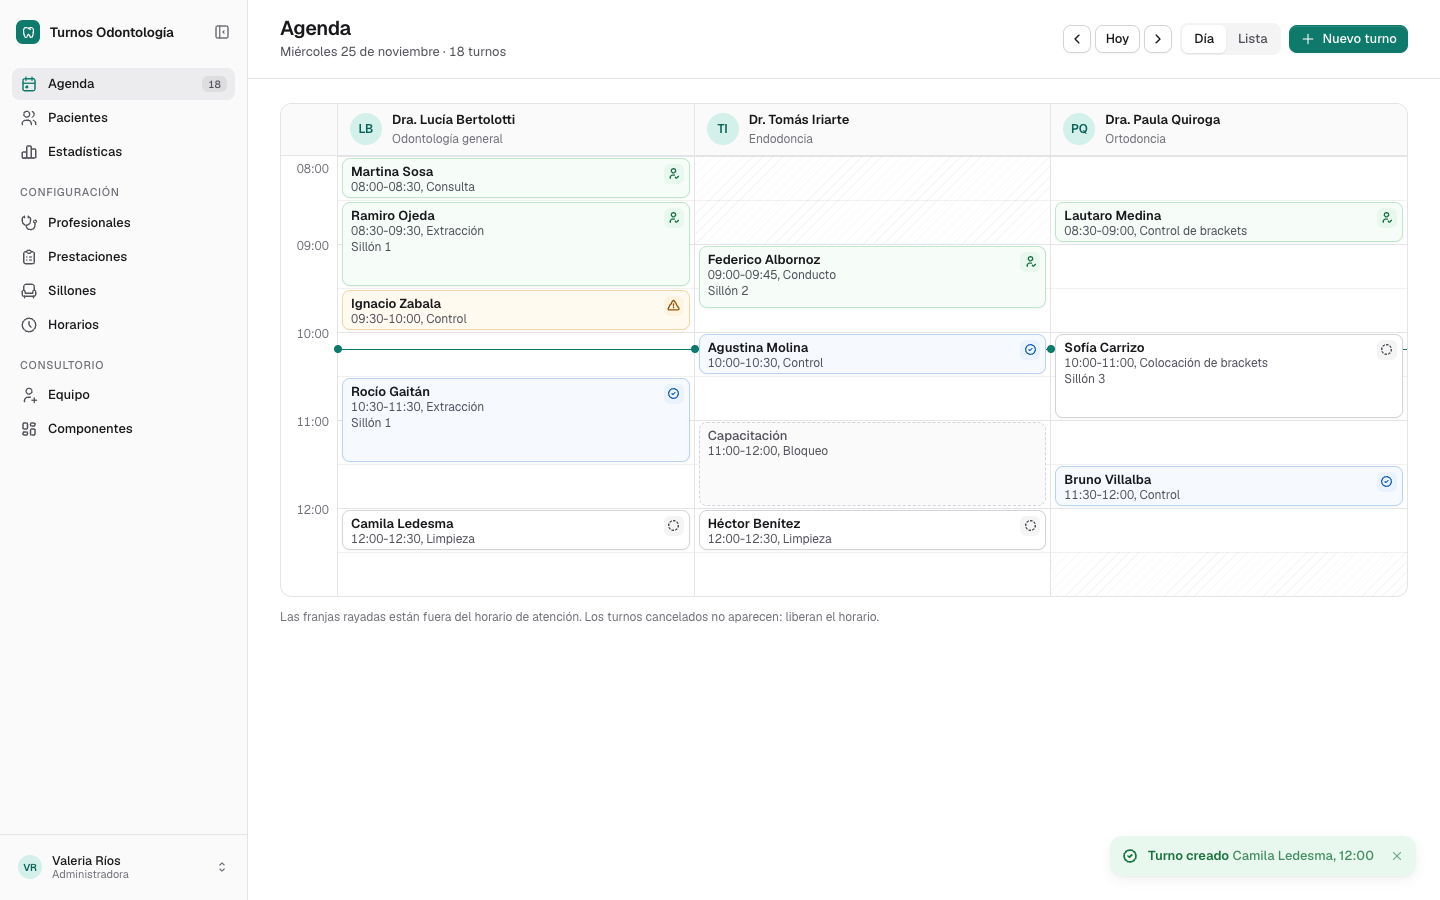 Turnos Odontología
Agenda
18
Pacientes
Estadísticas
CONFIGURACIÓN
Profesionales
Prestaciones
Sillones
Horarios
CONSULTORIO
Equipo
Componentes
VR
Valeria Ríos
Administradora
Agenda
Miércoles 25 de noviembre · 18 turnos
Hoy
Día
Lista
Nuevo turno
LB
Dra. Lucía Bertolotti
Odontología general
TI
Dr. Tomás Iriarte
Endodoncia
PQ
Dra. Paula Quiroga
Ortodoncia
08:00
09:00
10:00
11:00
12:00
Martina Sosa
08:00-08:30, Consulta
Ramiro Ojeda
08:30-09:30, Extracción
Sillón 1
Ignacio Zabala
09:30-10:00, Control
Rocío Gaitán
10:30-11:30, Extracción
Sillón 1
Camila Ledesma
12:00-12:30, Limpieza
Federico Albornoz
09:00-09:45, Conducto
Sillón 2
Agustina Molina
10:00-10:30, Control
Capacitación
11:00-12:00, Bloqueo
Héctor Benítez
12:00-12:30, Limpieza
Lautaro Medina
08:30-09:00, Control de brackets
Sofía Carrizo
10:00-11:00, Colocación de brackets
Sillón 3
Bruno Villalba
11:30-12:00, Control
Las franjas rayadas están fuera del horario de atención. Los turnos cancelados no aparecen: liberan el horario.
Turno creado Camila Ledesma, 12:00